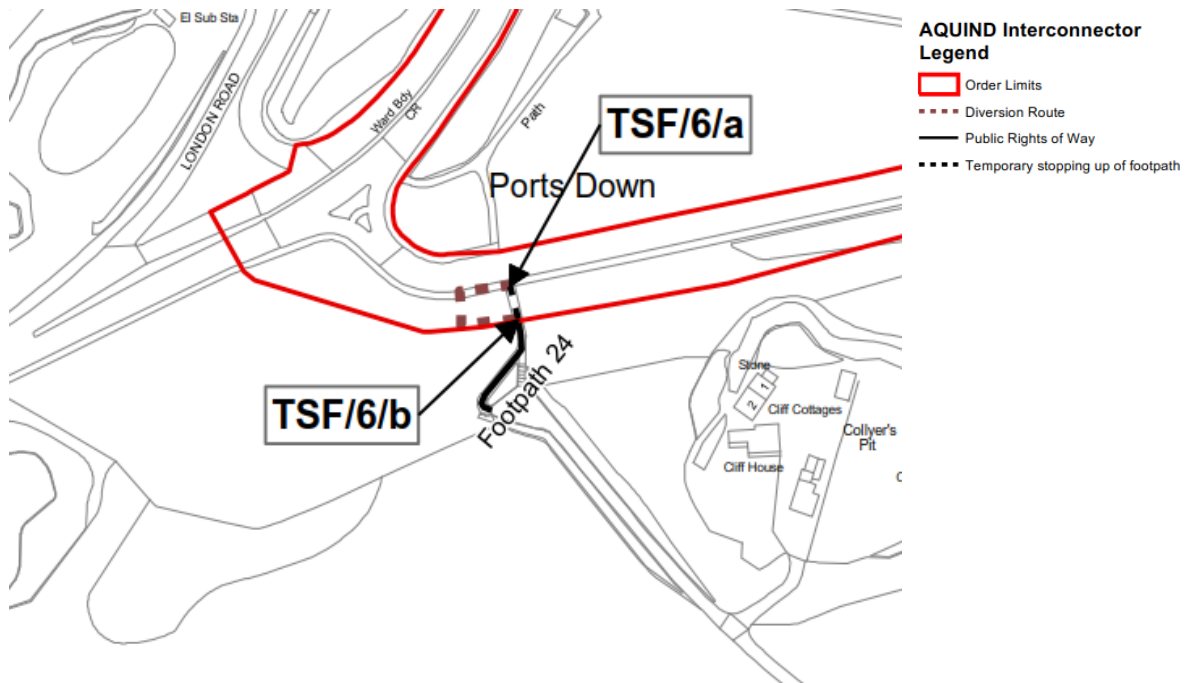 El Sub Sta
LONDON ROAD
Ward Bdy
CR
Path
TSF/6/a
Ports Down
TSF/6/b
Footpath 24
Stone
1
2
Cliff Cottages
Cliff House
Collyer's
Pit
AQUIND Interconnector
Legend
Order Limits
Diversion Route
Public Rights of Way
Temporary stopping up of footpath